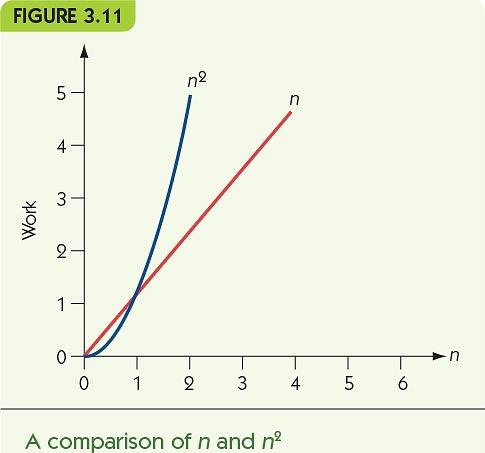 FIGURE 3.11
n²
n
5
4
3
2
1
0
Work
0 1 2 3 4 5 6
n
A comparison of n and n²